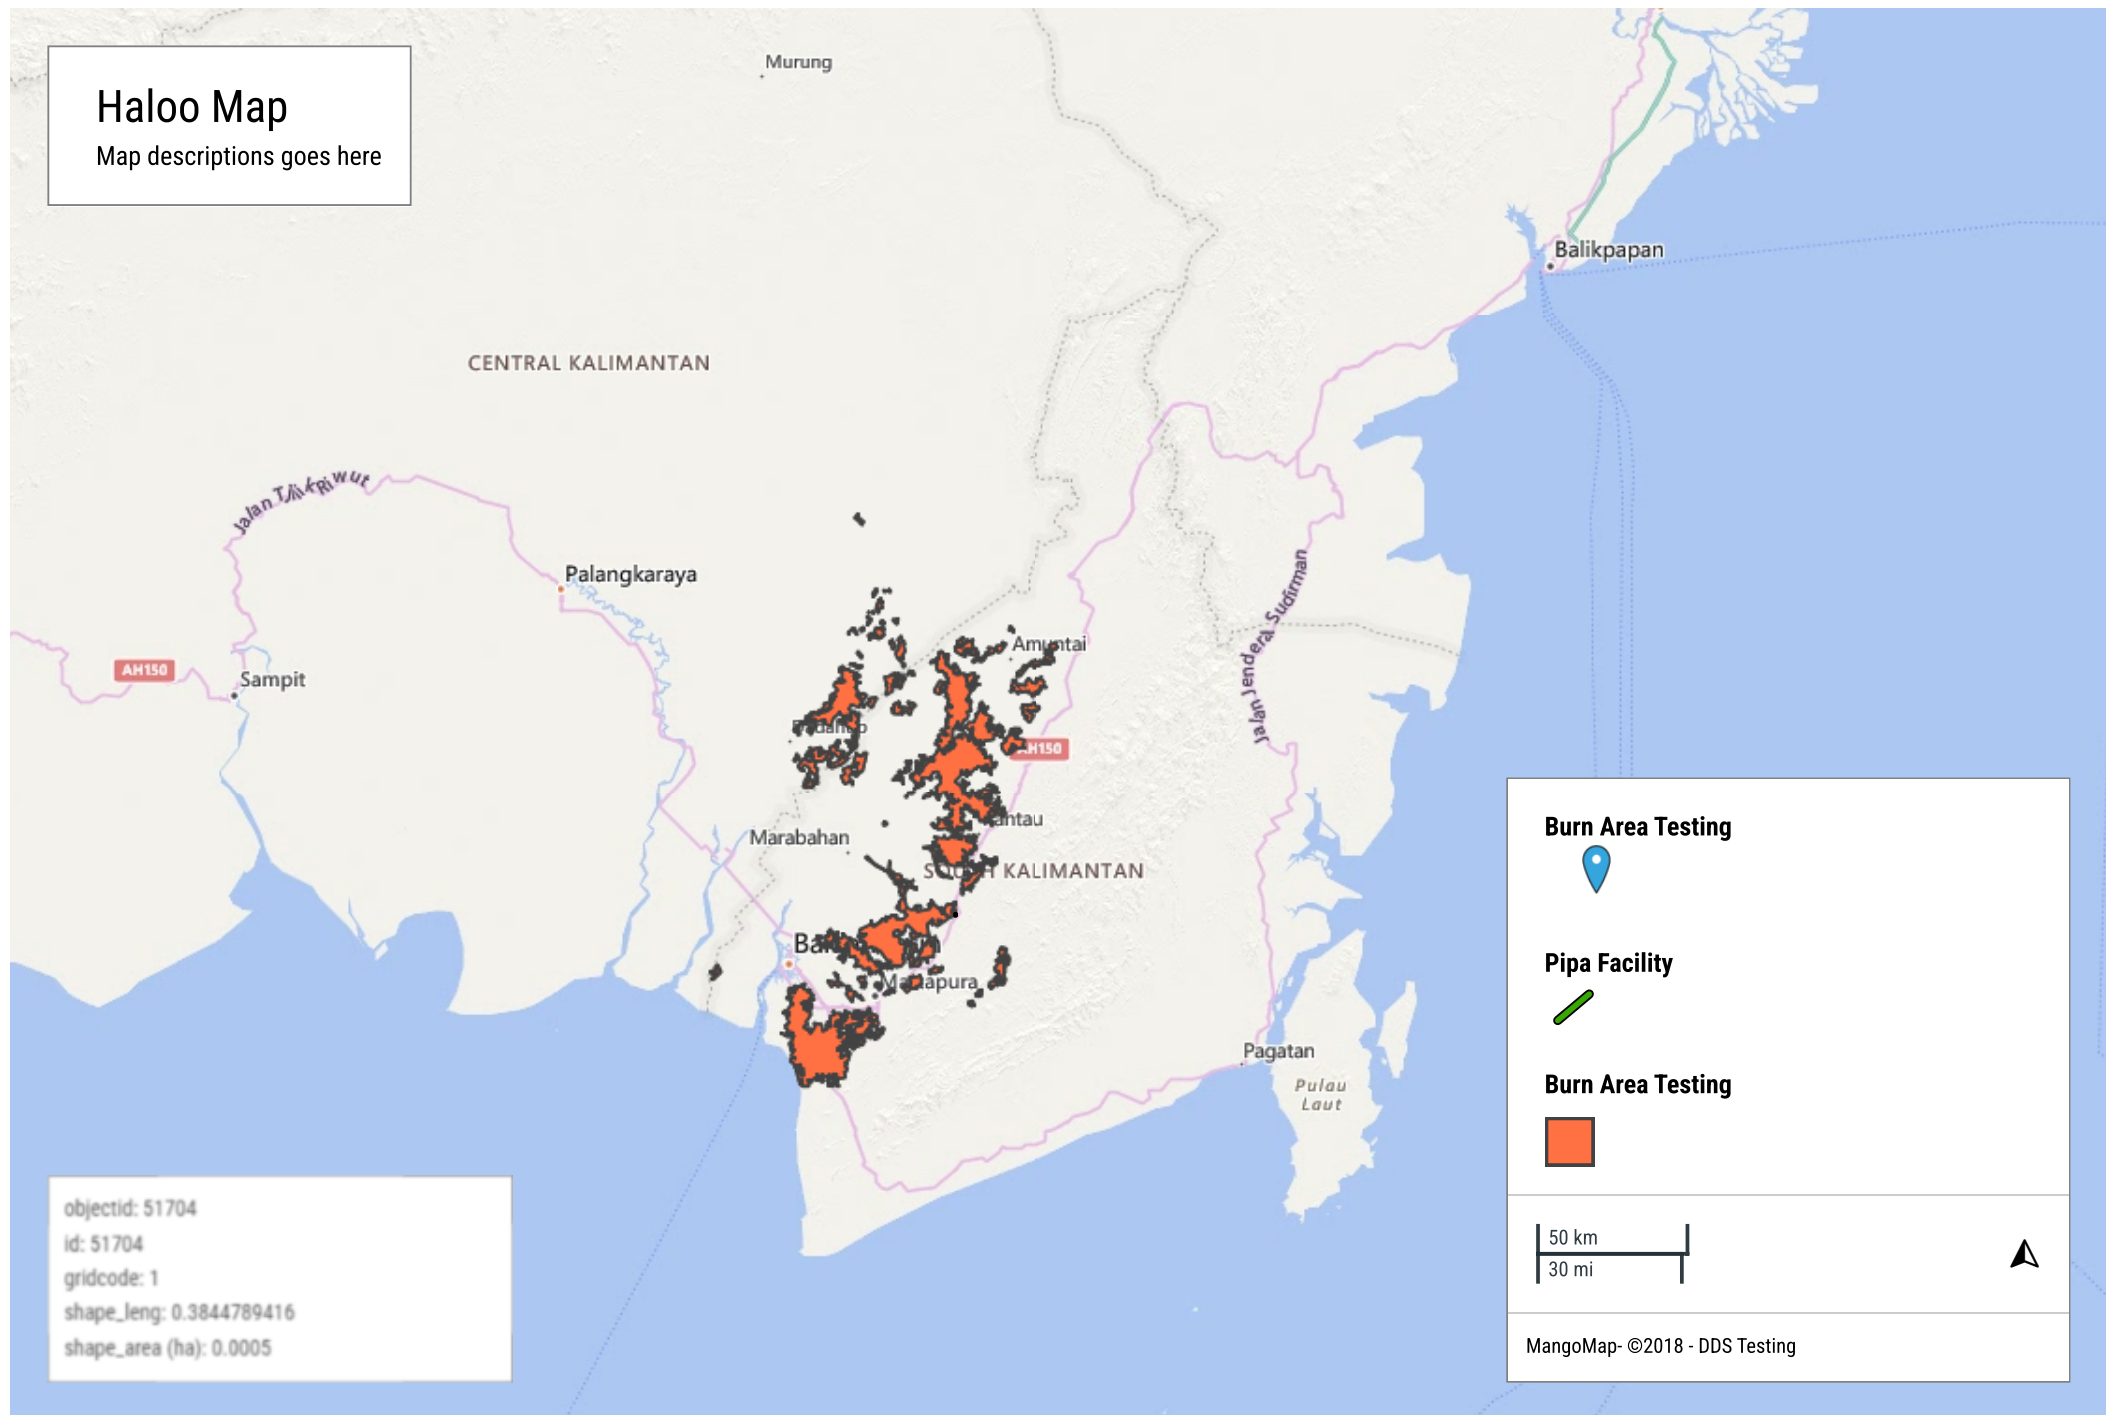 Haloo Map
Map descriptions goes here
Murung
Balikpapan
CENTRAL KALIMANTAN
Jalan
Palangkaraya
Jalan Jendera Sudirman
Amuntai
AH150
Sampit
AH150
Marabahan
KALIMANTAN
Pagatan
Pulau
Laut
Burn Area Testing
Pipa Facility
Burn Area Testing
50 km
30 mi
MangoMap- ©2018 - DDS Testing
objectid: 51704
id: 51704
gridcode: 1
shape_leng: 0.3844789416
shape_area (ha): 0.0005